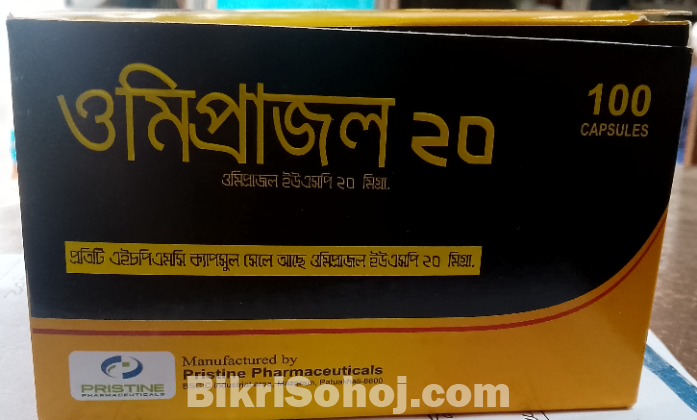 ওমিপ্রাজল ২০
100
CAPSULES
ওমিপ্রাজল ইউএসপি ২০ মিগ্রা.
প্রতিটি এইচপিএমসি ক্যাপসুল সেলে আছে ওমিপ্রাজল ইউএসপি ২০ মিগ্রা.
PRISTINE
PHARMACEUTICALS
Manufactured by
Pristine Pharmaceuticals
BikriSohoj.com